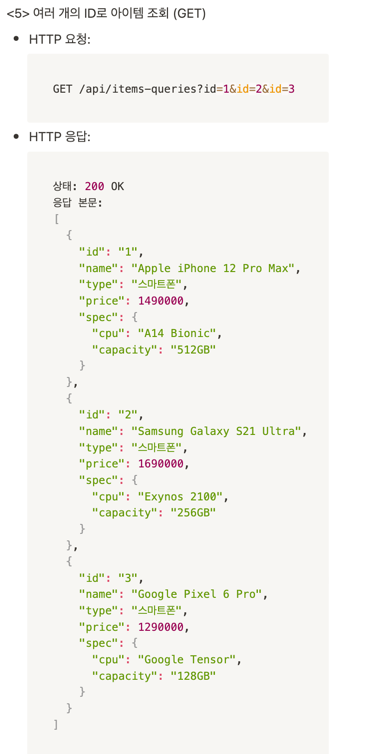 <5> 여러 개의 ID로 아이템 조회 (GET)
• HTTP 요청:
GET /api/items-queries?id=1&id=2&id=3
• HTTP 응답:
상태: 200 OK
응답 본문:
[
  {
    "id": "1",
    "name": "Apple iPhone 12 Pro Max",
    "type": "스마트폰",
    "price": 1490000,
    "spec": {
      "cpu": "A14 Bionic",
      "capacity": "512GB"
    }
  },
  {
    "id": "2",
    "name": "Samsung Galaxy S21 Ultra",
    "type": "스마트폰",
    "price": 1690000,
    "spec": {
      "cpu": "Exynos 2100",
      "capacity": "256GB"
    }
  },
  {
    "id": "3",
    "name": "Google Pixel 6 Pro",
    "type": "스마트폰",
    "price": 1290000,
    "spec": {
      "cpu": "Google Tensor",
      "capacity": "128GB"
    }
  }
]